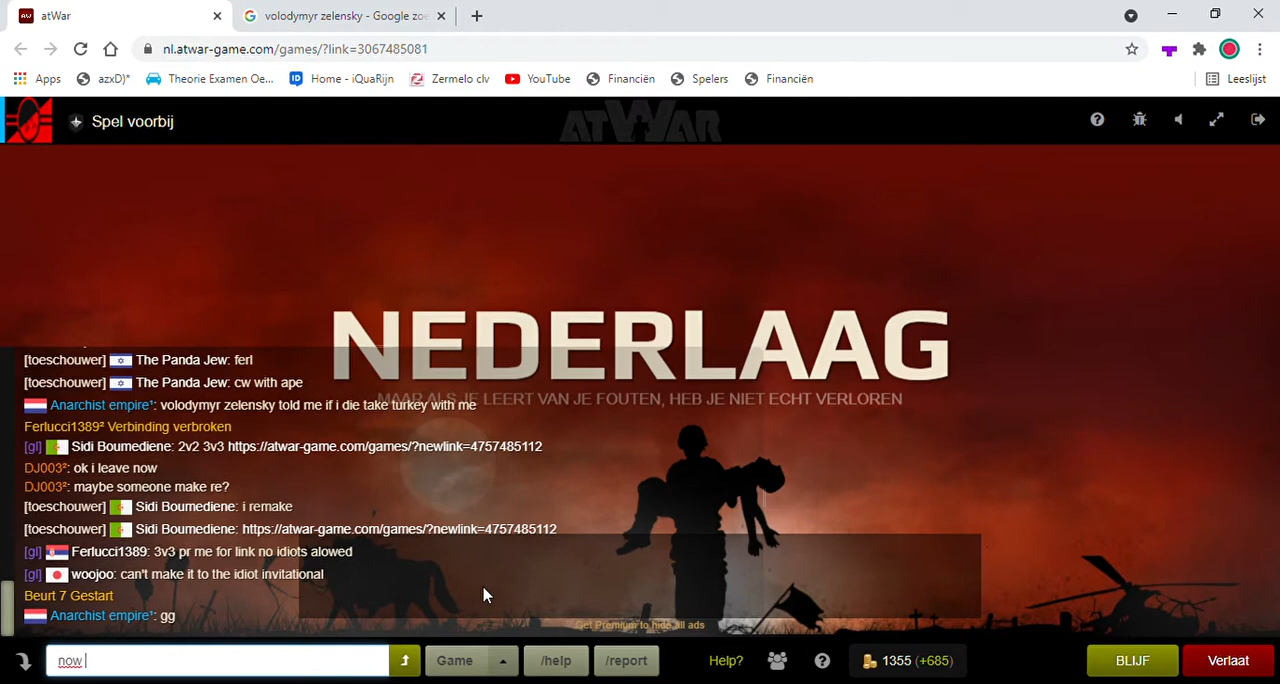 atWar
volodymyr zelensky - Google zoe
nl.atwar-game.com/games/?link=3067485081
Apps azxD)* Theorie Examen Oe... Home - iQuaRijn Zermelo clv YouTube Financiën Spelers Financiën Leeslijst
Spel voorbij
ATWAR
NEDERLAAG
MAAR ALS JE LEERT VAN JE FOUTEN, HEB JE NIET ECHT VERLOREN
[toeschouwer] The Panda Jew: ferl
[toeschouwer] The Panda Jew: cw with ape
Anarchist empire¹: volodymyr zelensky told me if i die take turkey with me
Ferlucci1389² Verbinding verbroken
[gl] Sidi Boumediene: 2v2 3v3 https://atwar-game.com/games/?newlink=4757485112
DJ003²: ok i leave now
DJ003²: maybe someone make re?
[toeschouwer] Sidi Boumediene: i remake
[toeschouwer] Sidi Boumediene: https://atwar-game.com/games/?newlink=4757485112
[gl] Ferlucci1389: 3v3 pr me for link no idiots alowed
[gl] woojoo: can't make it to the idiot invitational
Beurt 7 Gestart
Anarchist empire¹: gg
Get Premium to hide all ads
now
Game /help /report Help? 1355 (+685) BLIJF Verlaat